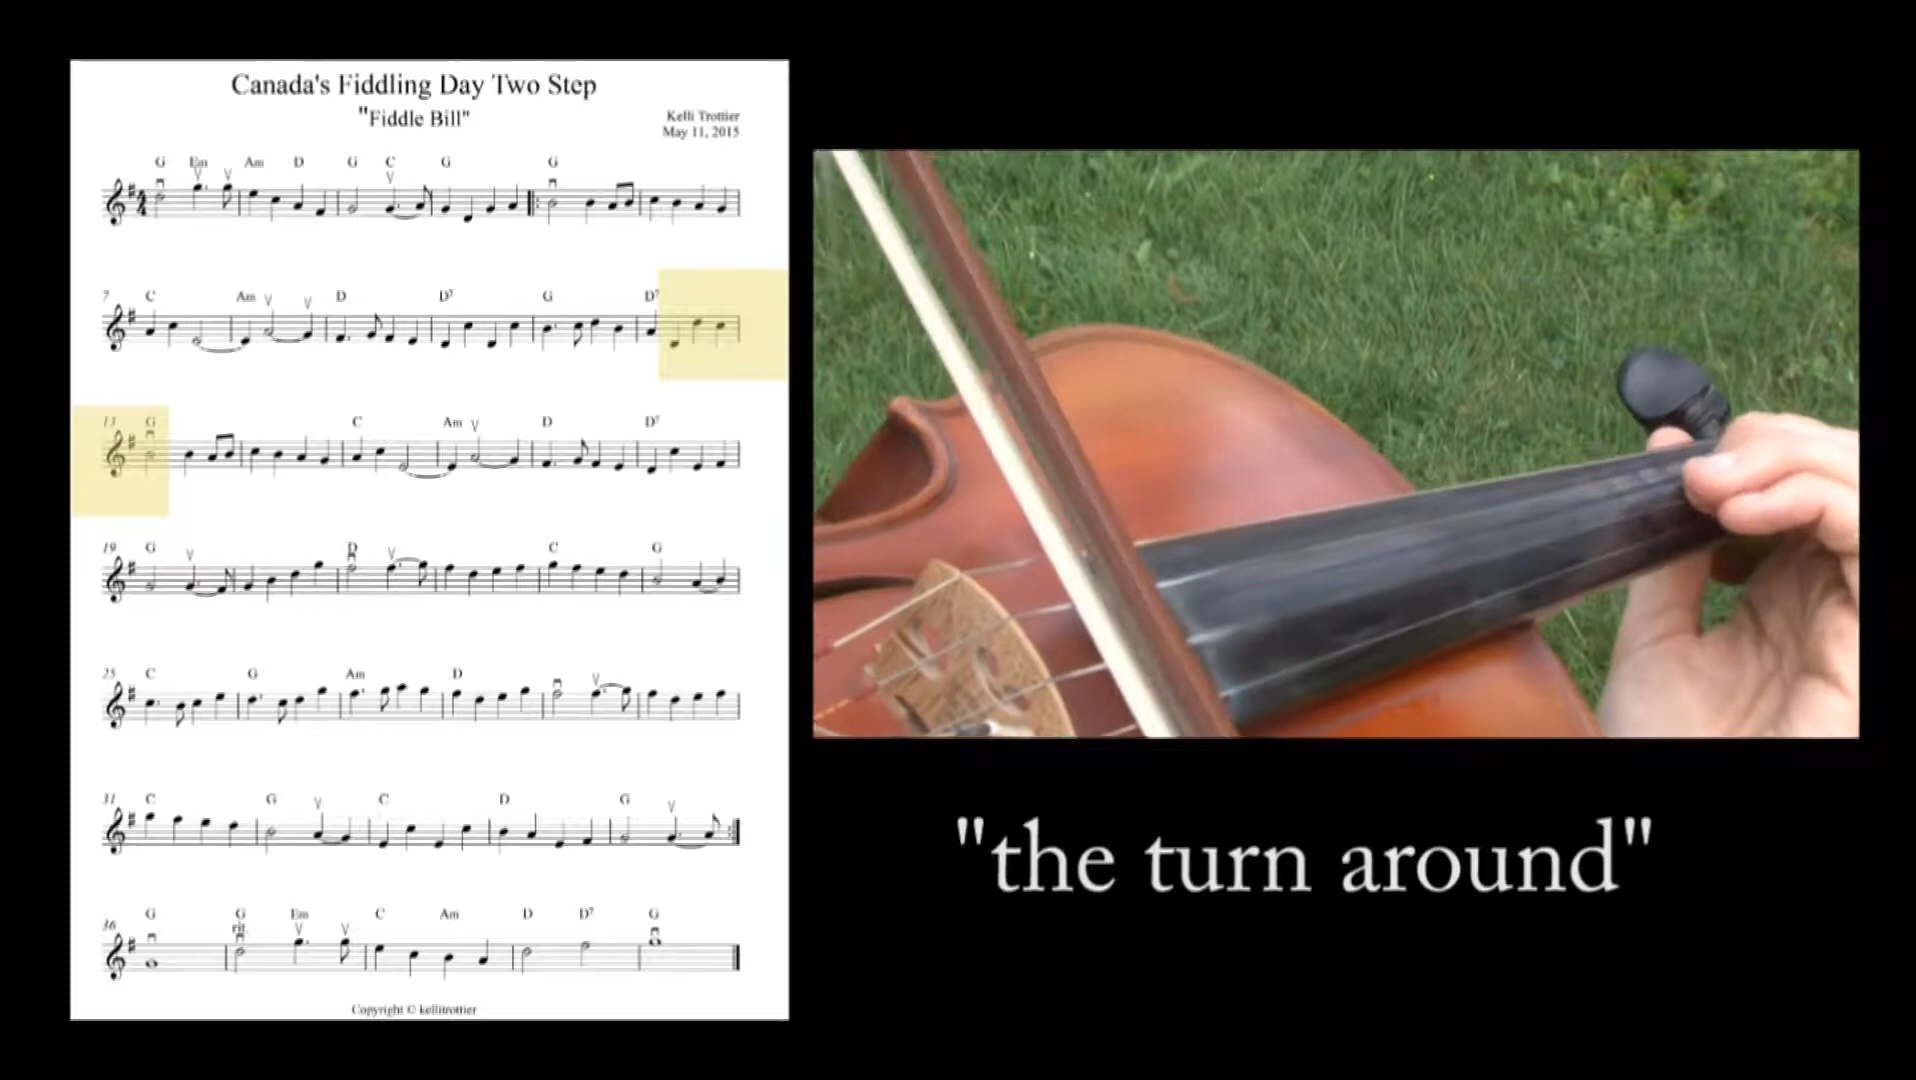 Canada's Fiddling Day Two Step
"Fiddle Bill"
Kelli Trottier
May 11, 2015
G Em Am D G C G G
7
C Am D D7 G D7
13
G C Am D D7
19
G D C G
25
C G Am D
31
C G C D G
36
G G Em C Am D D7 G
rit.
Copyright © kellitrottier
"the turn around"